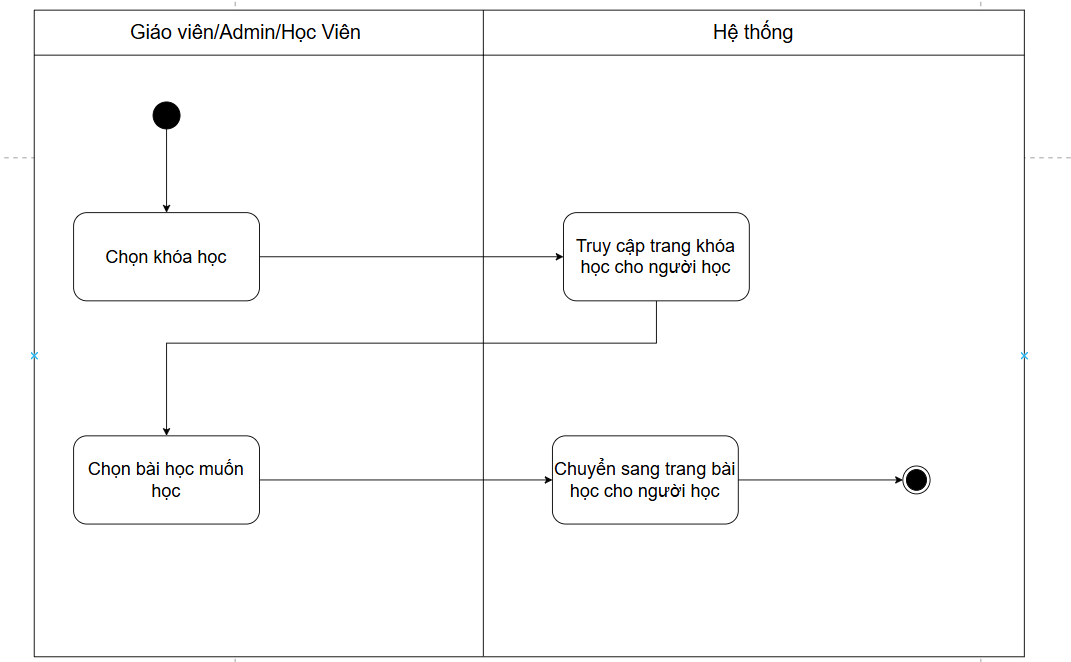 Giáo viên/Admin/Học Viên
Hệ thống
Chọn khóa học
Truy cập trang khóa
học cho người học
Chọn bài học muốn
học
Chuyển sang trang bài
học cho người học